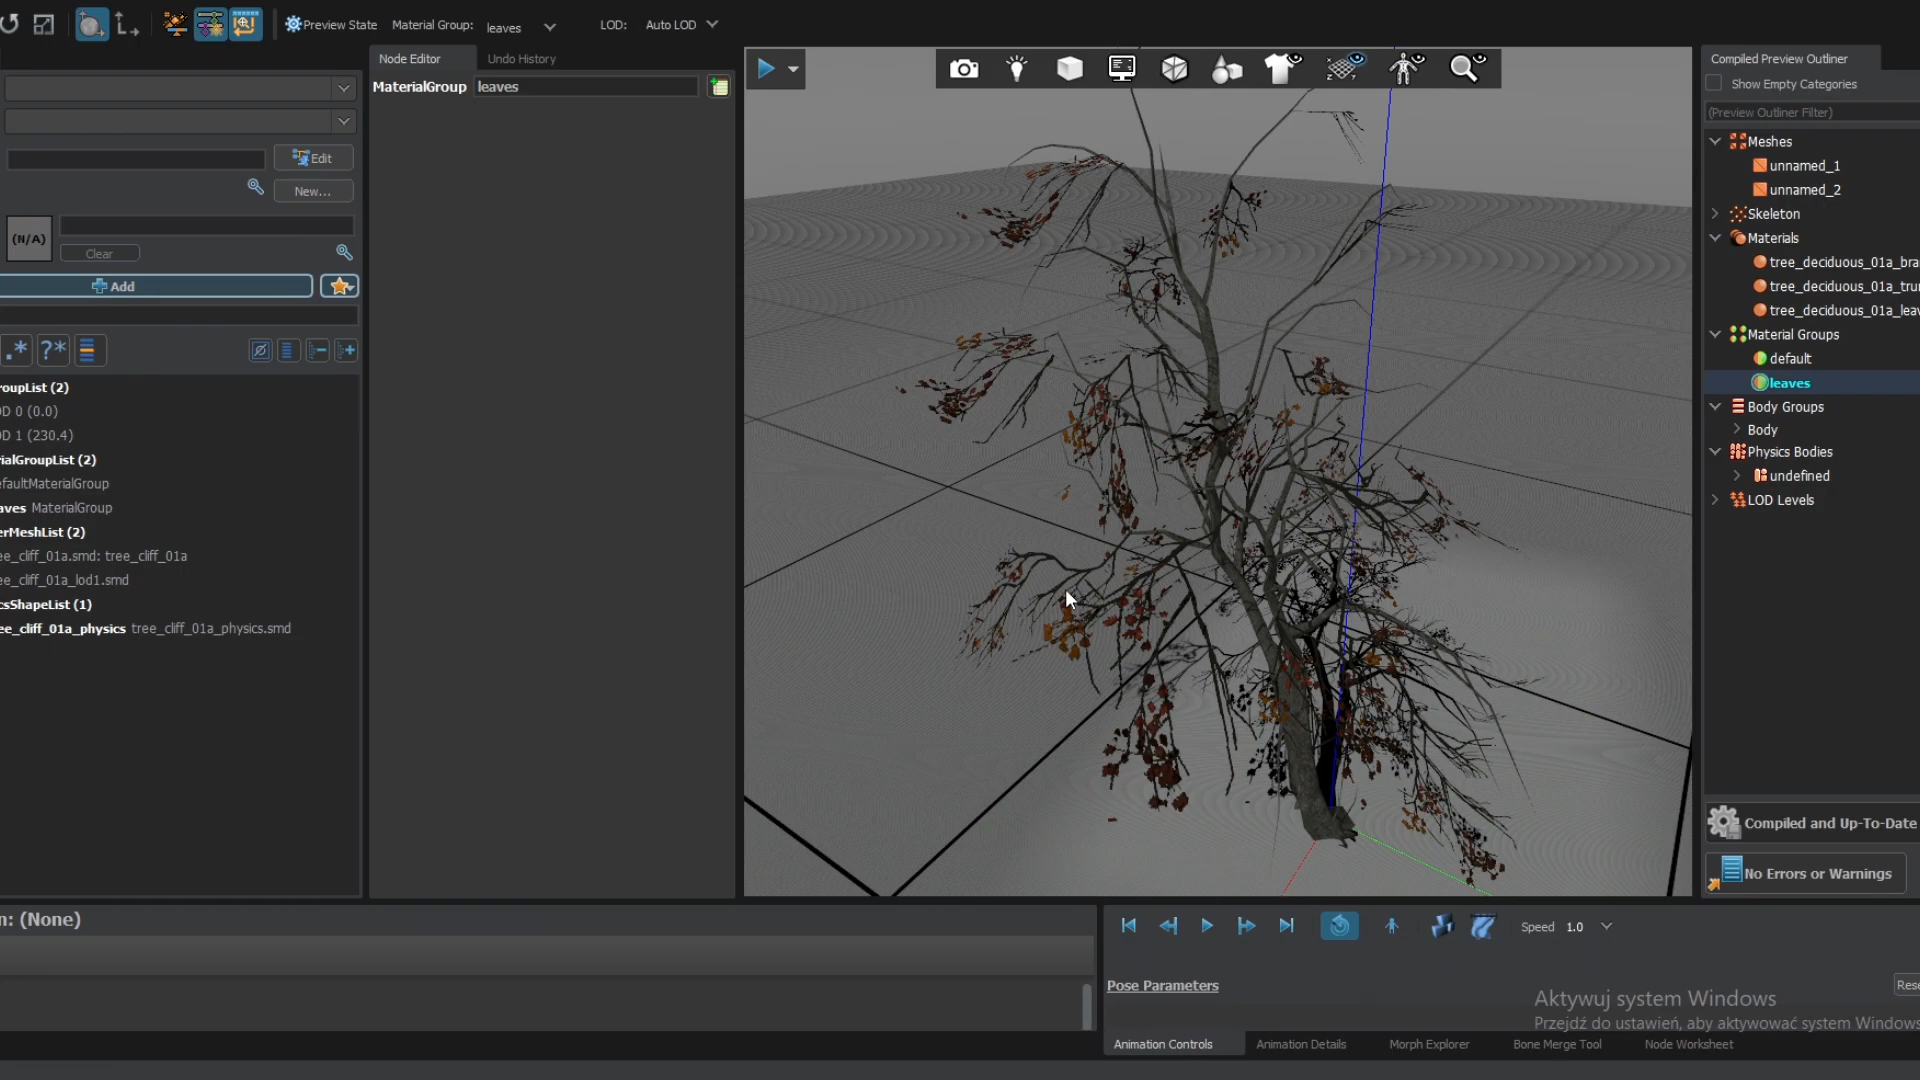 Preview State
Material Group: leaves
LOD: Auto LOD
Node Editor
Undo History
MaterialGroup leaves
Edit
New...
(N/A)
Clear
Add
.*
?*
roupList (2)
D 0 (0.0)
D 1 (230.4)
ialGroupList (2)
efaultMaterialGroup
aves MaterialGroup
erMeshList (2)
ee_cliff_01a.smd: tree_cliff_01a
ee_cliff_01a_lod1.smd
csShapeList (1)
ee_cliff_01a_physics tree_cliff_01a_physics.smd
Compiled Preview Outliner
Show Empty Categories
(Preview Outliner Filter)
Meshes
unnamed_1
unnamed_2
Skeleton
Materials
tree_deciduous_01a_bra
tree_deciduous_01a_tru
tree_deciduous_01a_lea
Material Groups
default
leaves
Body Groups
Body
Physics Bodies
undefined
LOD Levels
Compiled and Up-To-Date
No Errors or Warnings
n: (None)
Speed 1.0
Pose Parameters
Rese
Aktywuj system Windows
Przejdź do ustawień, aby aktywować system Windows
Animation Controls
Animation Details
Morph Explorer
Bone Merge Tool
Node Worksheet